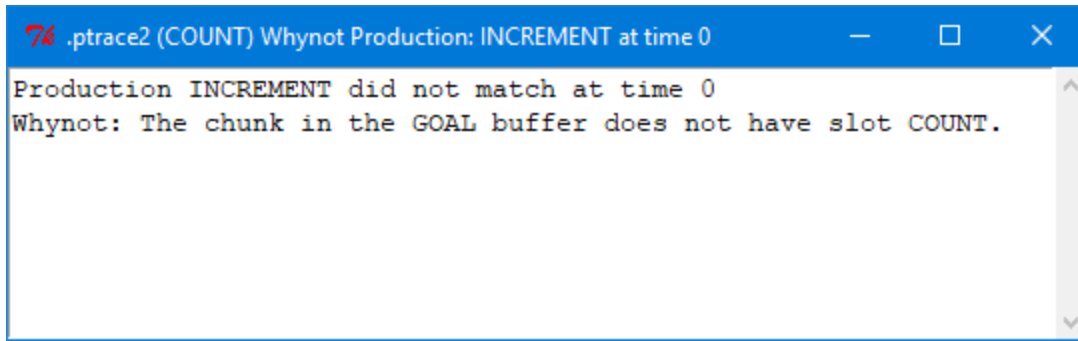 .ptrace2 (COUNT) Whynot Production: INCREMENT at time 0
Production INCREMENT did not match at time 0
Whynot: The chunk in the GOAL buffer does not have slot COUNT.